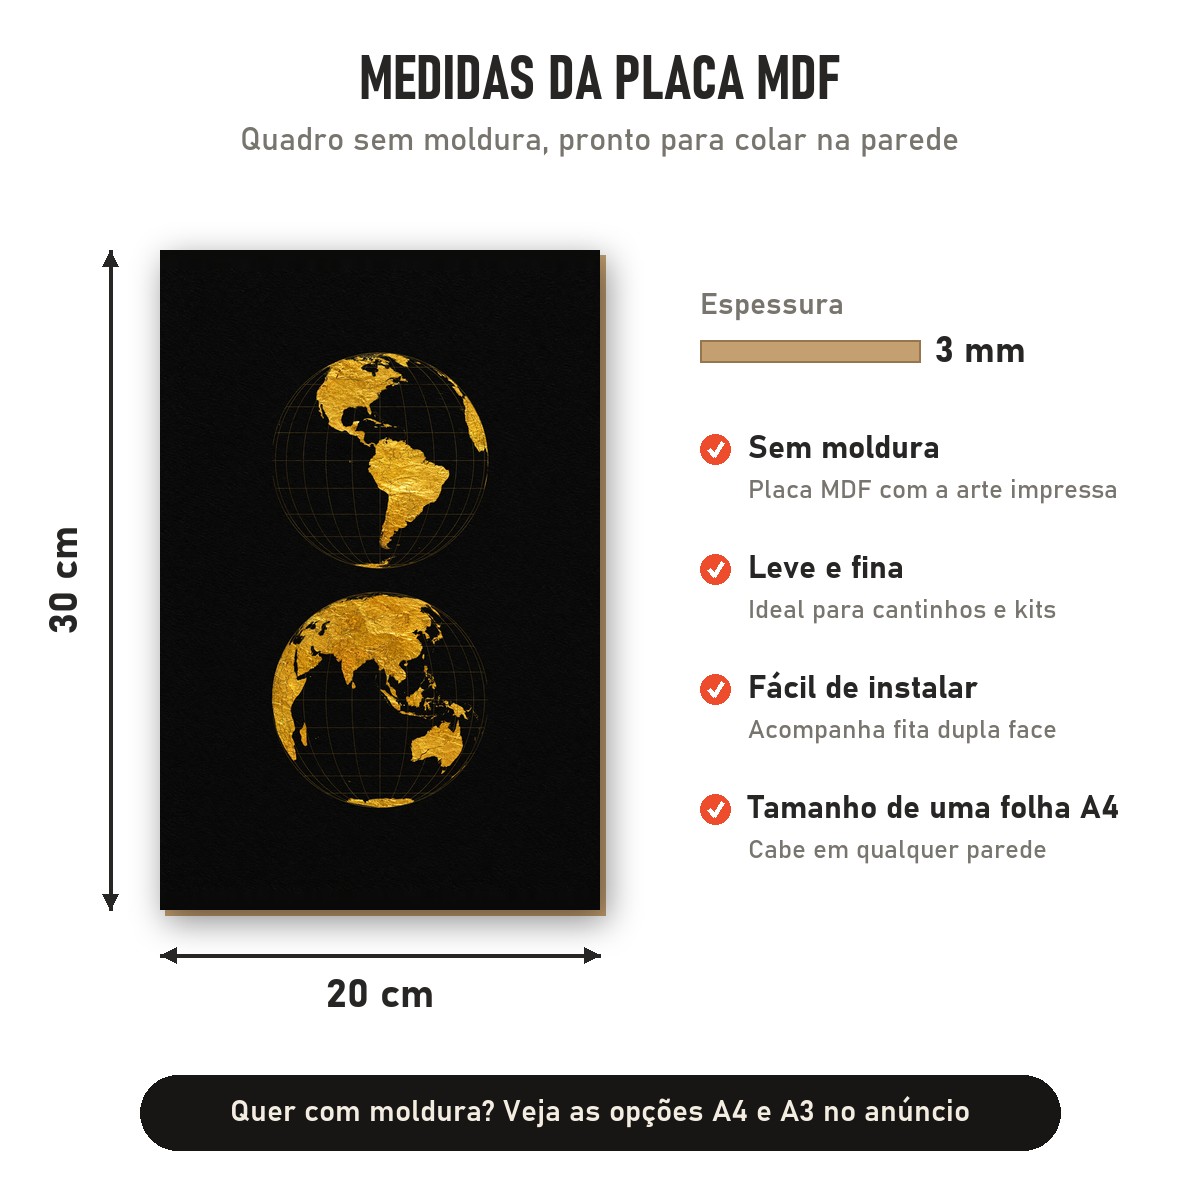 MEDIDAS DA PLACA MDF
Quadro sem moldura, pronto para colar na parede
30 cm
20 cm
Espessura
3 mm
Sem moldura
Placa MDF com a arte impressa
Leve e fina
Ideal para cantinhos e kits
Fácil de instalar
Acompanha fita dupla face
Tamanho de uma folha A4
Cabe em qualquer parede
Quer com moldura? Veja as opções A4 e A3 no anúncio